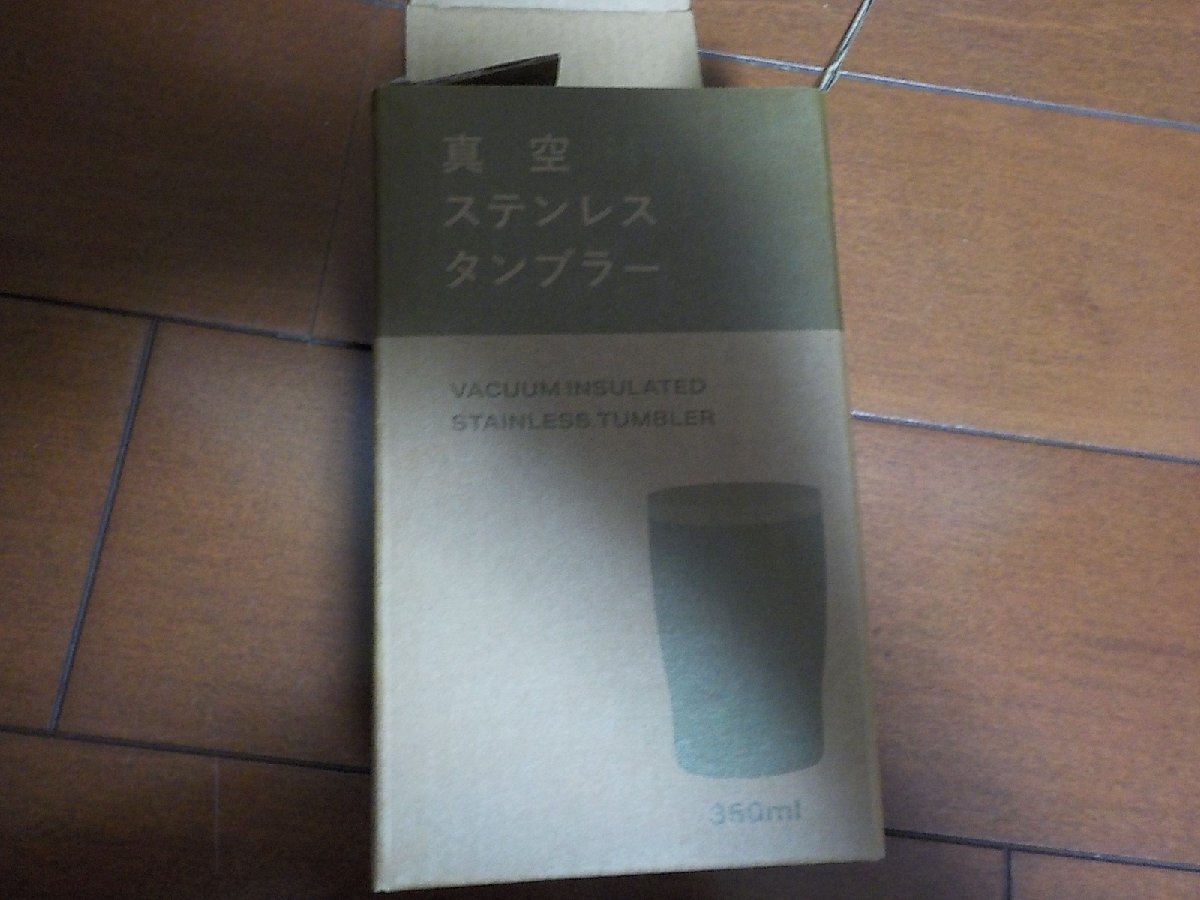 真空
ステンレス
タンブラー
VACUUM INSULATED
STAINLESS TUMBLER
350ml